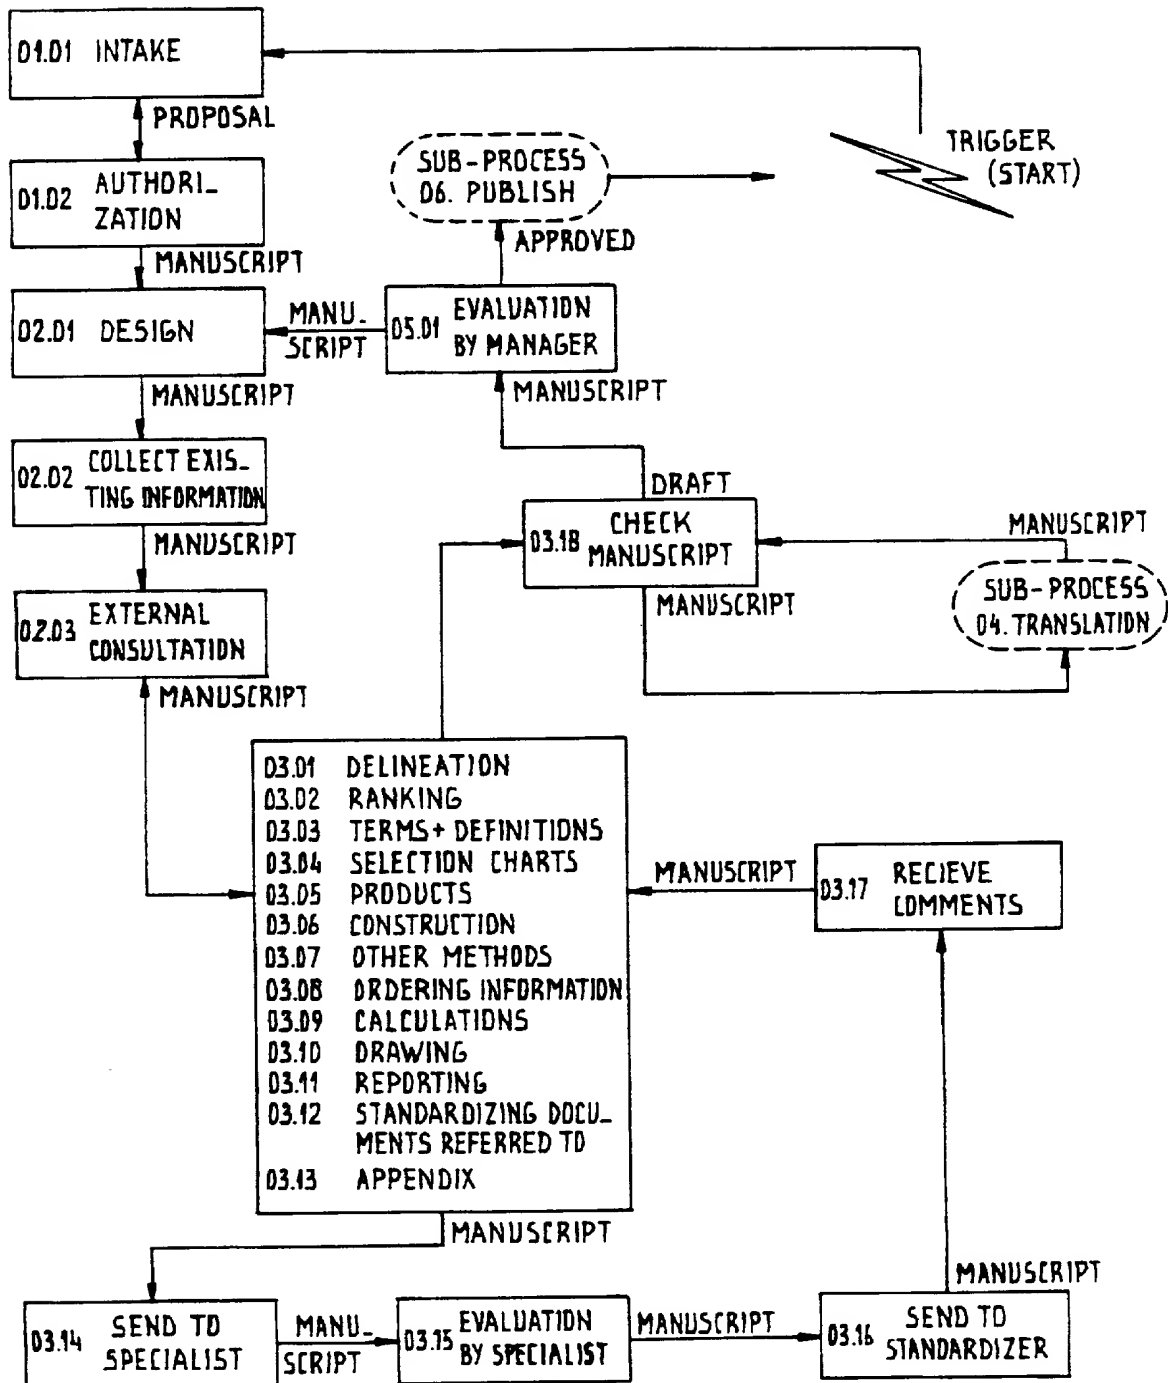 01.01 INTAKE
PROPOSAL
01.02 AUTHORI-
ZATION
MANUSCRIPT
02.01 DESIGN
MANUSCRIPT
02.02 COLLECT EXIS-
TING INFORMATION
MANUSCRIPT
02.03 EXTERNAL
CONSULTATION
MANUSCRIPT
TRIGGER
(START)
SUB-PROCESS
06. PUBLISH
APPROVED
05.01 EVALUATION
BY MANAGER
MANU-
SCRIPT
MANUSCRIPT
DRAFT
03.18 CHECK
MANUSCRIPT
MANUSCRIPT
MANUSCRIPT
SUB-PROCESS
04. TRANSLATION
03.01 DELINEATION
03.02 RANKING
03.03 TERMS + DEFINITIONS
03.04 SELECTION CHARTS
03.05 PRODUCTS
03.06 CONSTRUCTION
03.07 OTHER METHODS
03.08 ORDERING INFORMATION
03.09 CALCULATIONS
03.10 DRAWING
03.11 REPORTING
03.12 STANDARDIZING DOCU-
MENTS REFERRED TO
03.13 APPENDIX
MANUSCRIPT
03.17 RECIEVE
COMMENTS
MANUSCRIPT
03.14 SEND TO
SPECIALIST
MANU-
SCRIPT
03.15 EVALUATION
BY SPECIALIST
MANUSCRIPT
03.16 SEND TO
STANDARDIZER
MANUSCRIPT